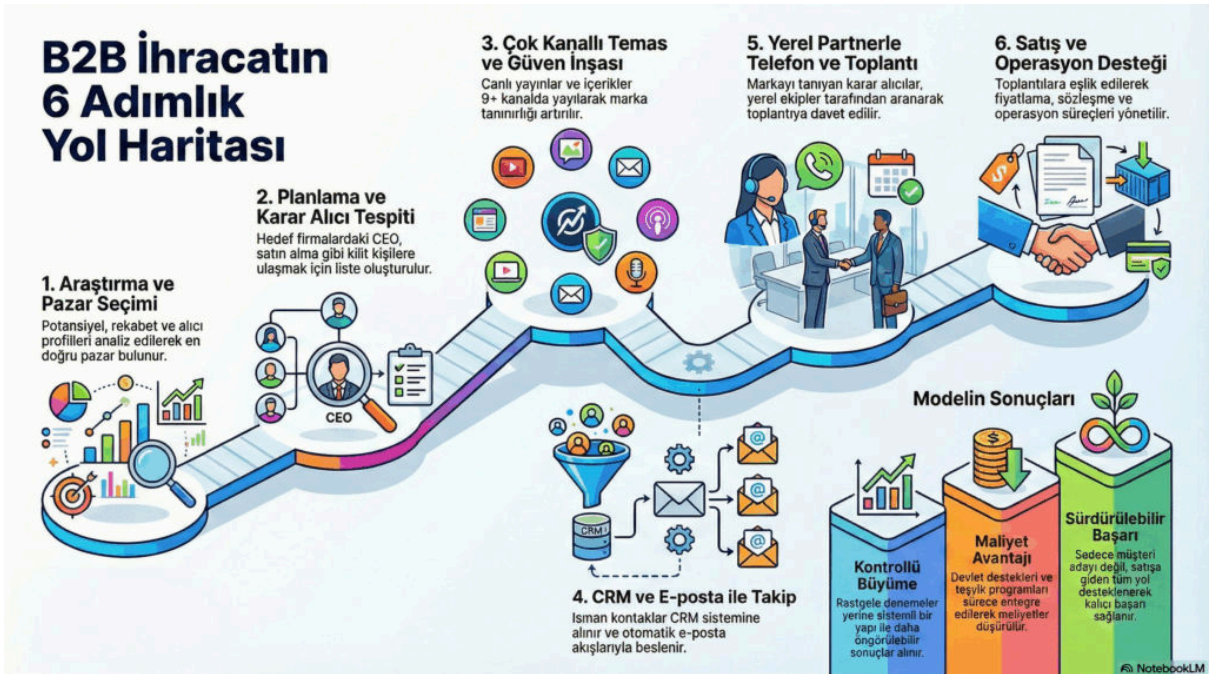 B2B İhracatın
6 Adımlık
Yol Haritası
1. Araştırma ve
Pazar Seçimi
Potansiyel, rekabet ve alıcı
profilleri analiz edilerek en
doğru pazar bulunur.
2. Planlama ve
Karar Alıcı Tespiti
Hedef firmalardaki CEO,
satın alma gibi kilit kişilere
ulaşmak için liste oluşturulur.
CEO
3. Çok Kanallı Temas
ve Güven İnşası
Canlı yayınlar ve içerikler
9+ kanalda yayılarak marka
tanınırlığı artırılır.
CRM
4. CRM ve E-posta ile Takip
Isman kontaklar CRM sistemine
alınır ve otomatik e-posta
akışlarıyla beslenir.
5. Yerel Partnerle
Telefon ve Toplantı
Markayı tanıyan karar alıcılar,
yerel ekipler tarafından aranarak
toplantıya davet edilir.
6. Satış ve
Operasyon Desteği
Toplantılara eşlik edilerek
fiyatlama, sözleşme ve
operasyon süreçleri yönetilir.
Modelin Sonuçları
Kontrollü
Büyüme
Rastgele denemeler
yerine sistemli bir
yapı ile daha
öngörülebilir
sonuçlar alınır.
Maliyet
Avantajı
Devlet destekleri ve
teşvik programları
sürece entegre
edilerek meliyetler
düşürülür.
Sürdürülebilir
Başarı
Sedece müşteri
adayı değil, satışa
giden tüm yol
desteklenerek
kalıcı başarı
sağlanır.
NotebookLM